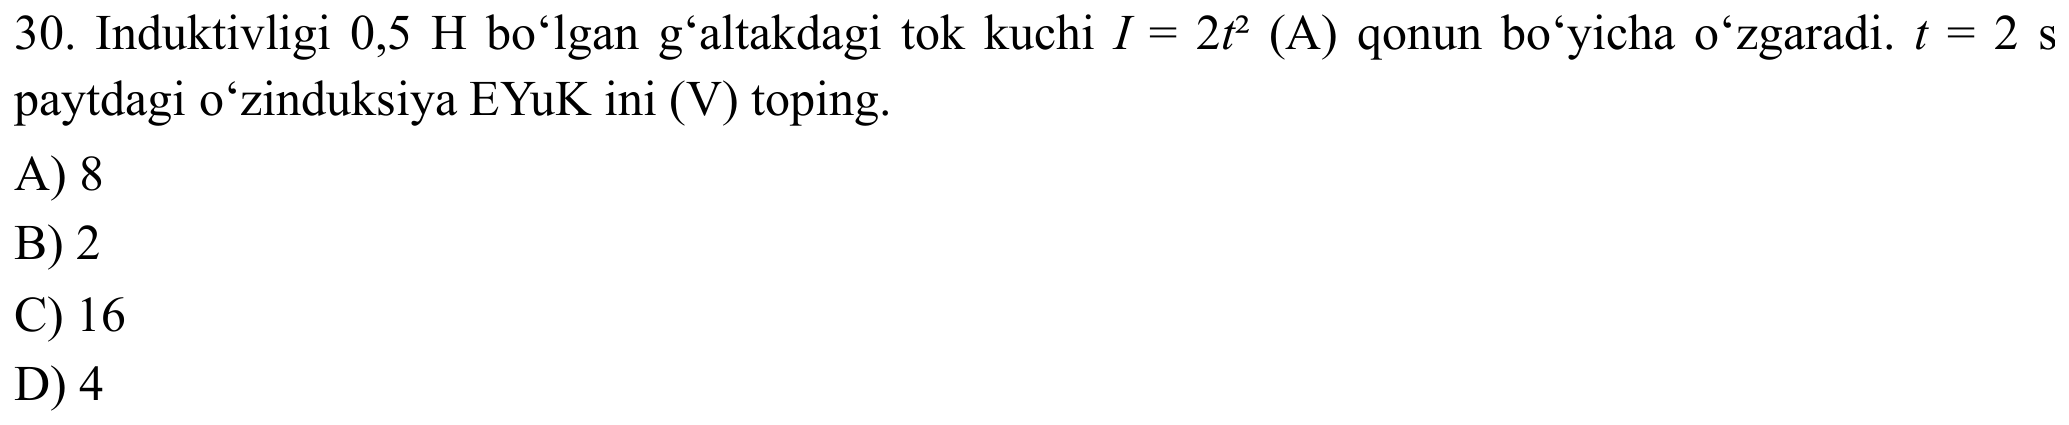 30. Induktivligi 0,5 H bo‘lgan g‘altakdagi tok kuchi I = 2t² (A) qonun bo‘yicha o‘zgaradi. t = 2 s
paytdagi o‘zinduksiya EYuK ini (V) toping.
A) 8
B) 2
C) 16
D) 4